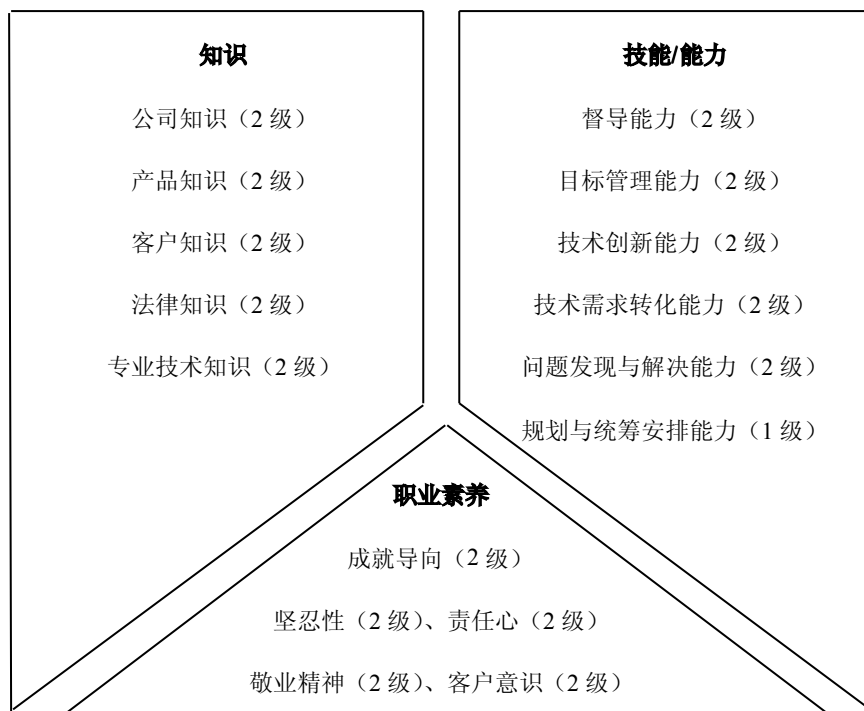 知识
公司知识（2 级）
产品知识（2 级）
客户知识（2 级）
法律知识（2 级）
专业技术知识（2 级）
技能/能力
督导能力（2 级）
目标管理能力（2 级）
技术创新能力（2 级）
技术需求转化能力（2 级）
问题发现与解决能力（2 级）
规划与统筹安排能力（1 级）
职业素养
成就导向（2 级）
坚忍性（2 级）、责任心（2 级）
敬业精神（2 级）、客户意识（2 级）